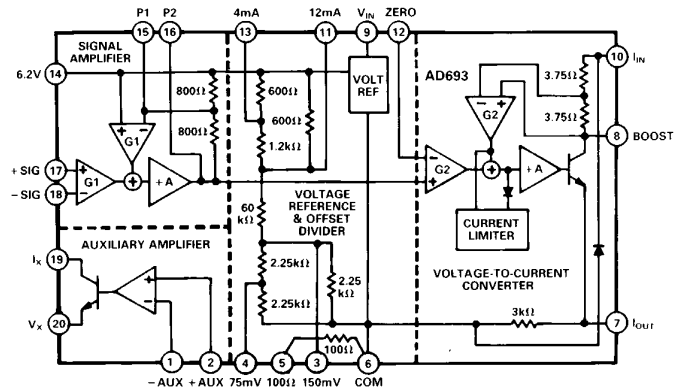 P1 P2 4mA 12mA VIN ZERO
15 16 13 11 9 12
SIGNAL
AMPLIFIER
6.2V 14
800Ω
800Ω
600Ω
600Ω
1.2kΩ
VOLT
REF
AD693
3.75Ω
3.75Ω
10 IIN
8 BOOST
− +
G2
+ −
G1
+SIG 17
−SIG 18
+
−
G1
+
+A
−
+
G2
+
+A
CURRENT
LIMITER
60
kΩ
VOLTAGE
REFERENCE
& OFFSET
DIVIDER
AUXILIARY AMPLIFIER
IX 19
VX 20
+
−
2.25kΩ
2.25kΩ
2.25
kΩ
VOLTAGE-TO-CURRENT
CONVERTER
3kΩ
7 IOUT
100Ω
1 2 4 5 3 6
−AUX +AUX 75mV 100Ω 150mV COM